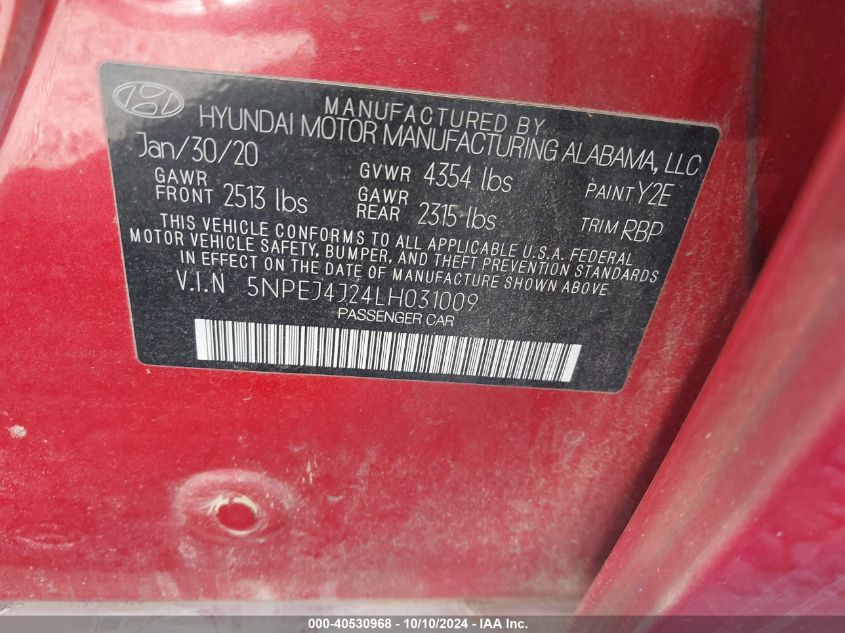 MANUFACTURED BY
HYUNDAI MOTOR MANUFACTURING ALABAMA, LLC
Jan/30/20
GVWR 4354 lbs
PAINT Y2E
GAWR FRONT 2513 lbs
GAWR REAR 2315 lbs
TRIM RBP
THIS VEHICLE CONFORMS TO ALL APPLICABLE U.S.A. FEDERAL
MOTOR VEHICLE SAFETY, BUMPER, AND THEFT PREVENTION STANDARDS
IN EFFECT ON THE DATE OF MANUFACTURE SHOWN ABOVE
V.I.N 5NPEJ4J24LH031009
PASSENGER CAR
000-40530968 - 10/10/2024 - IAA Inc.